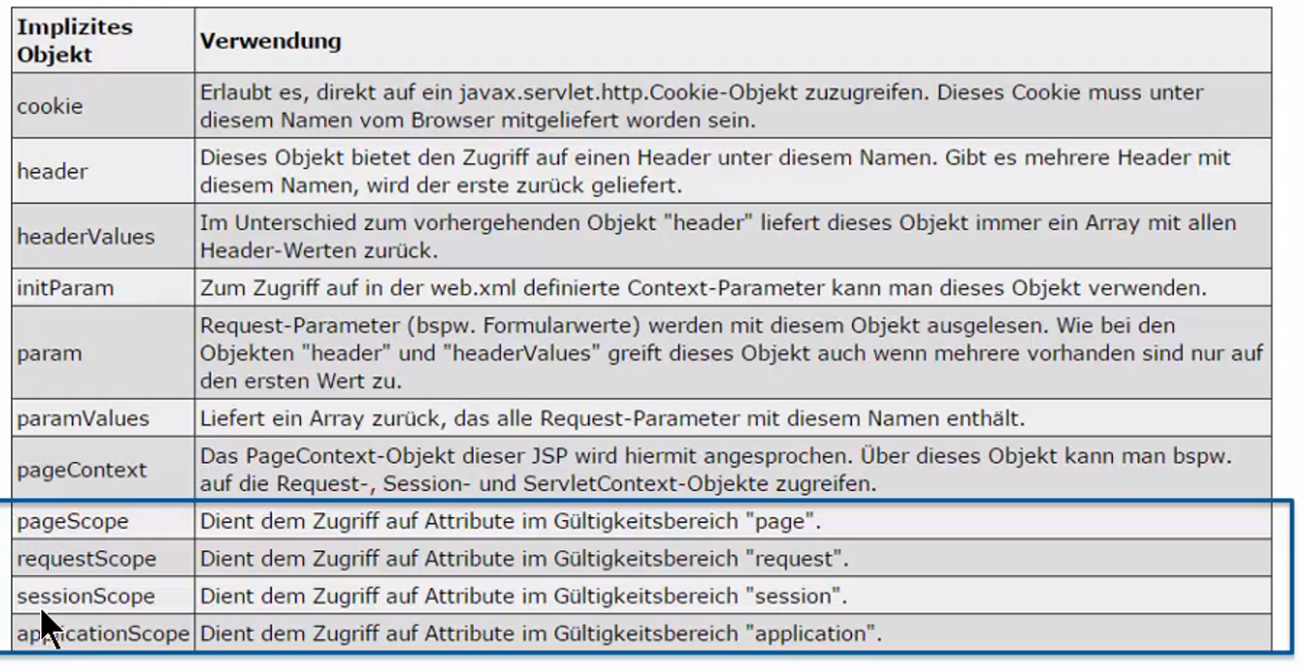 Implizites
Objekt
Verwendung
cookie
Erlaubt es, direkt auf ein javax.servlet.http.Cookie-Objekt zuzugreifen. Dieses Cookie muss unter
diesem Namen vom Browser mitgeliefert worden sein.
header
Dieses Objekt bietet den Zugriff auf einen Header unter diesem Namen. Gibt es mehrere Header mit
diesem Namen, wird der erste zurück geliefert.
headerValues
Im Unterschied zum vorhergehenden Objekt "header" liefert dieses Objekt immer ein Array mit allen
Header-Werten zurück.
initParam
Zum Zugriff auf in der web.xml definierte Context-Parameter kann man dieses Objekt verwenden.
param
Request-Parameter (bspw. Formularwerte) werden mit diesem Objekt ausgelesen. Wie bei den
Objekten "header" und "headerValues" greift dieses Objekt auch wenn mehrere vorhanden sind nur auf
den ersten Wert zu.
paramValues
Liefert ein Array zurück, das alle Request-Parameter mit diesem Namen enthält.
pageContext
Das PageContext-Objekt dieser JSP wird hiermit angesprochen. Über dieses Objekt kann man bspw.
auf die Request-, Session- und ServletContext-Objekte zugreifen.
pageScope
Dient dem Zugriff auf Attribute im Gültigkeitsbereich "page".
requestScope
Dient dem Zugriff auf Attribute im Gültigkeitsbereich "request".
sessionScope
Dient dem Zugriff auf Attribute im Gültigkeitsbereich "session".
applicationScope
Dient dem Zugriff auf Attribute im Gültigkeitsbereich "application".